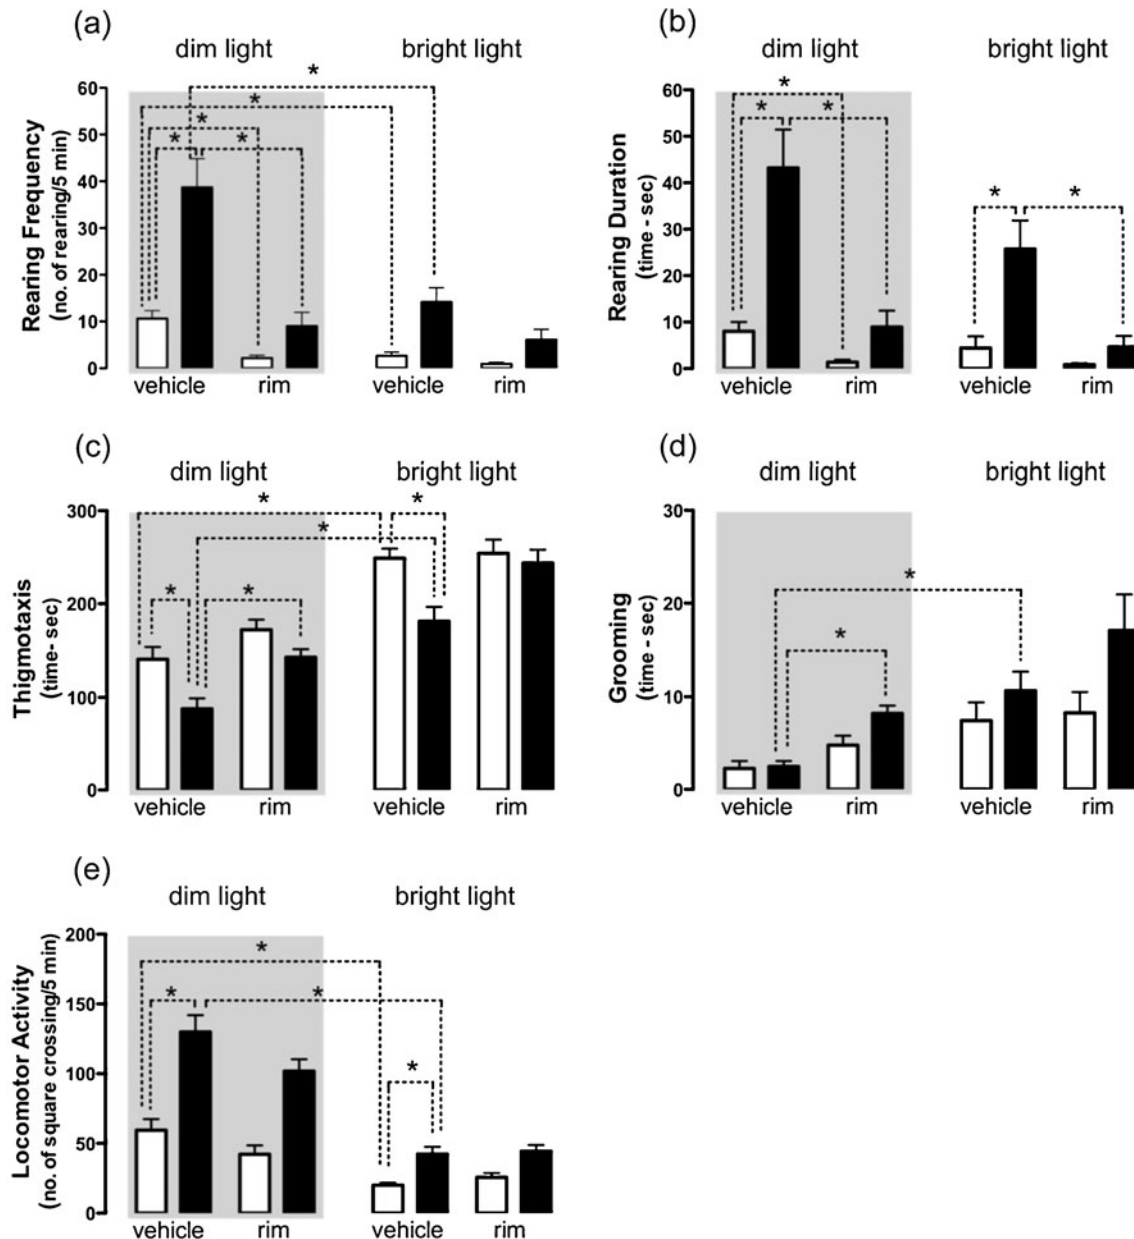 (a)
dim light
bright light
Rearing Frequency
(no. of rearing/5 min)
60
50
40
30
20
10
0
* * * * * *
vehicle
rim
vehicle
rim
(b)
dim light
bright light
Rearing Duration
(time - sec)
60
50
40
30
20
10
0
* * * * *
vehicle
rim
vehicle
rim
(c)
dim light
bright light
Thigmotaxis
(time- sec)
300
200
100
0
* * * * *
vehicle
rim
vehicle
rim
(d)
dim light
bright light
Grooming
(time - sec)
30
20
10
0
* *
vehicle
rim
vehicle
rim
(e)
dim light
bright light
Locomotor Activity
(no. of square crossing/5 min)
200
150
100
50
0
* * * *
vehicle
rim
vehicle
rim